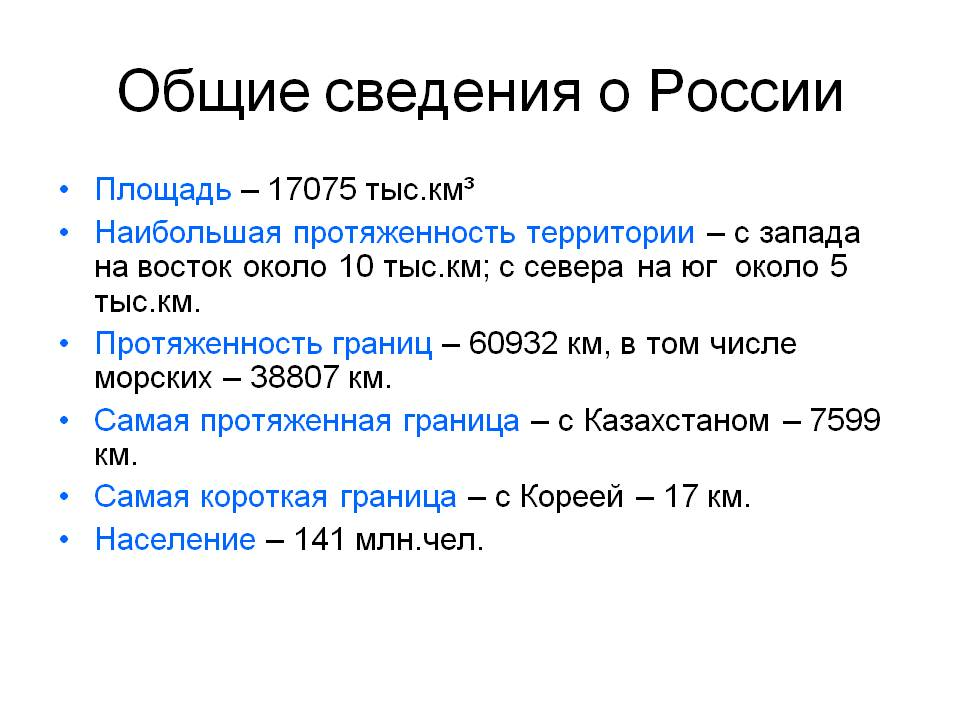 Общие сведения о России
• Площадь – 17075 тыс.км³
• Наибольшая протяженность территории – с запада
на восток около 10 тыс.км; с севера на юг около 5
тыс.км.
• Протяженность границ – 60932 км, в том числе
морских – 38807 км.
• Самая протяженная граница – с Казахстаном – 7599
км.
• Самая короткая граница – с Кореей – 17 км.
• Население – 141 млн.чел.